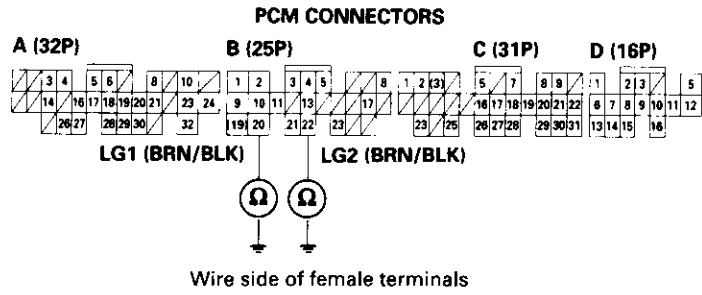 PCM CONNECTORS
A (32P) B (25P) C (31P) D (16P)
3 4 5 6 8 10 1 2 3 4 5 8 1 2 (3) 5 7 8 9 1 2 3 5
14 16 17 18 19 20 21 23 24 9 10 11 13 17 16 17 18 19 20 21 22 6 7 8 9 10 11 12
26 27 28 29 30 32 (19) 20 21 22 23 23 25 26 27 28 29 30 31 13 14 15 16
LG1 (BRN/BLK) LG2 (BRN/BLK)
Ω Ω
Wire side of female terminals